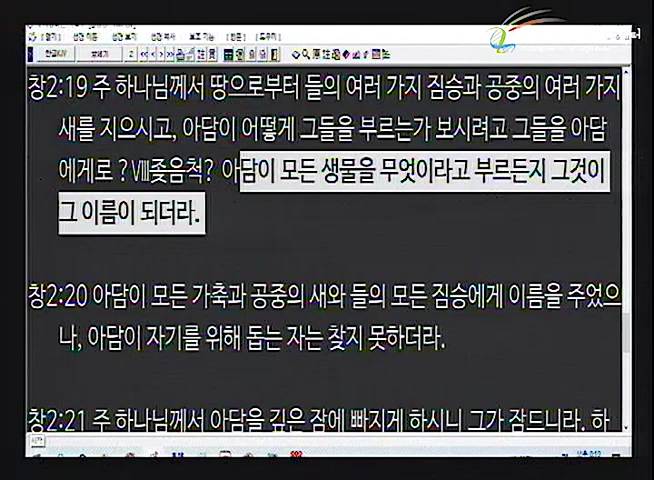 창2:19 주 하나님께서 땅으로부터 들의 여러 가지 짐승과 공중의 여러 가지
새를 지으시고, 아담이 어떻게 그들을 부르는가 보시려고 그들을 아담
에게로 ? Ⅷ좆음척? 아담이 모든 생물을 무엇이라고 부르든지 그것이
그 이름이 되더라.
창2:20 아담이 모든 가축과 공중의 새와 들의 모든 짐승에게 이름을 주었으
나, 아담이 자기를 위해 돕는 자는 찾지 못하더라.
창2:21 주 하나님께서 아담을 깊은 잠에 빠지게 하시니 그가 잠드니라. 하